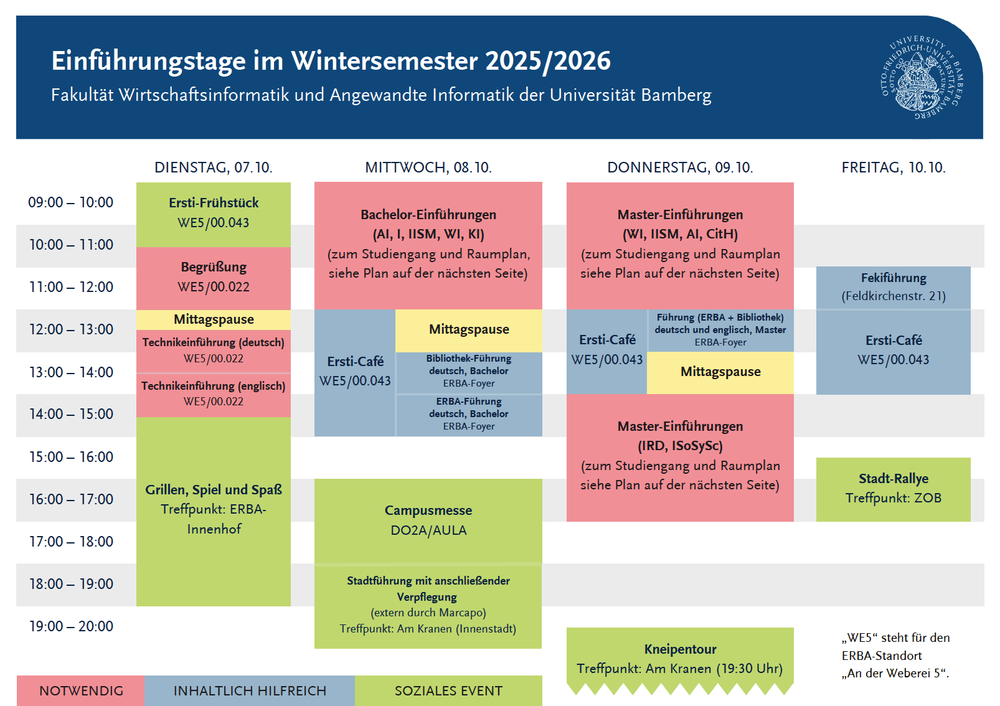 Einführungstage im Wintersemester 2025/2026
Fakultät Wirtschaftsinformatik und Angewandte Informatik der Universität Bamberg
UNIVERSITY OF BAMBERG
OTTO-FRIEDRICH-UNIVERSITÄT BAMBERG
DIENSTAG, 07.10.
MITTWOCH, 08.10.
DONNERSTAG, 09.10.
FREITAG, 10.10.
09:00 – 10:00
10:00 – 11:00
11:00 – 12:00
12:00 – 13:00
13:00 – 14:00
14:00 – 15:00
15:00 – 16:00
16:00 – 17:00
17:00 – 18:00
18:00 – 19:00
19:00 – 20:00
Ersti-Frühstück
WE5/00.043
Begrüßung
WE5/00.022
Mittagspause
Technikeinführung (deutsch)
WE5/00.022
Technikeinführung (englisch)
WE5/00.022
Grillen, Spiel und Spaß
Treffpunkt: ERBA-
Innenhof
Bachelor-Einführungen
(AI, I, IISM, WI, KI)
(zum Studiengang und Raumplan,
siehe Plan auf der nächsten Seite)
Ersti-Café
WE5/00.043
Mittagspause
Bibliothek-Führung
deutsch, Bachelor
ERBA-Foyer
ERBA-Führung
deutsch, Bachelor
ERBA-Foyer
Campusmesse
DO2A/AULA
Stadtführung mit anschließender
Verpflegung
(extern durch Marcapo)
Treffpunkt: Am Kranen (Innenstadt)
Master-Einführungen
(WI, IISM, AI, CitH)
(zum Studiengang und Raumplan
siehe Plan auf der nächsten Seite)
Ersti-Café
WE5/00.043
Führung (ERBA + Bibliothek)
deutsch und englisch, Master
ERBA-Foyer
Mittagspause
Master-Einführungen
(IRD, ISoSySc)
(zum Studiengang und Raumplan
siehe Plan auf der nächsten Seite)
Kneipentour
Treffpunkt: Am Kranen (19:30 Uhr)
Fekiführung
(Feldkirchenstr. 21)
Ersti-Café
WE5/00.043
Stadt-Rallye
Treffpunkt: ZOB
„WE5“ steht für den
ERBA-Standort
„An der Weberei 5“.
NOTWENDIG
INHALTLICH HILFREICH
SOZIALES EVENT